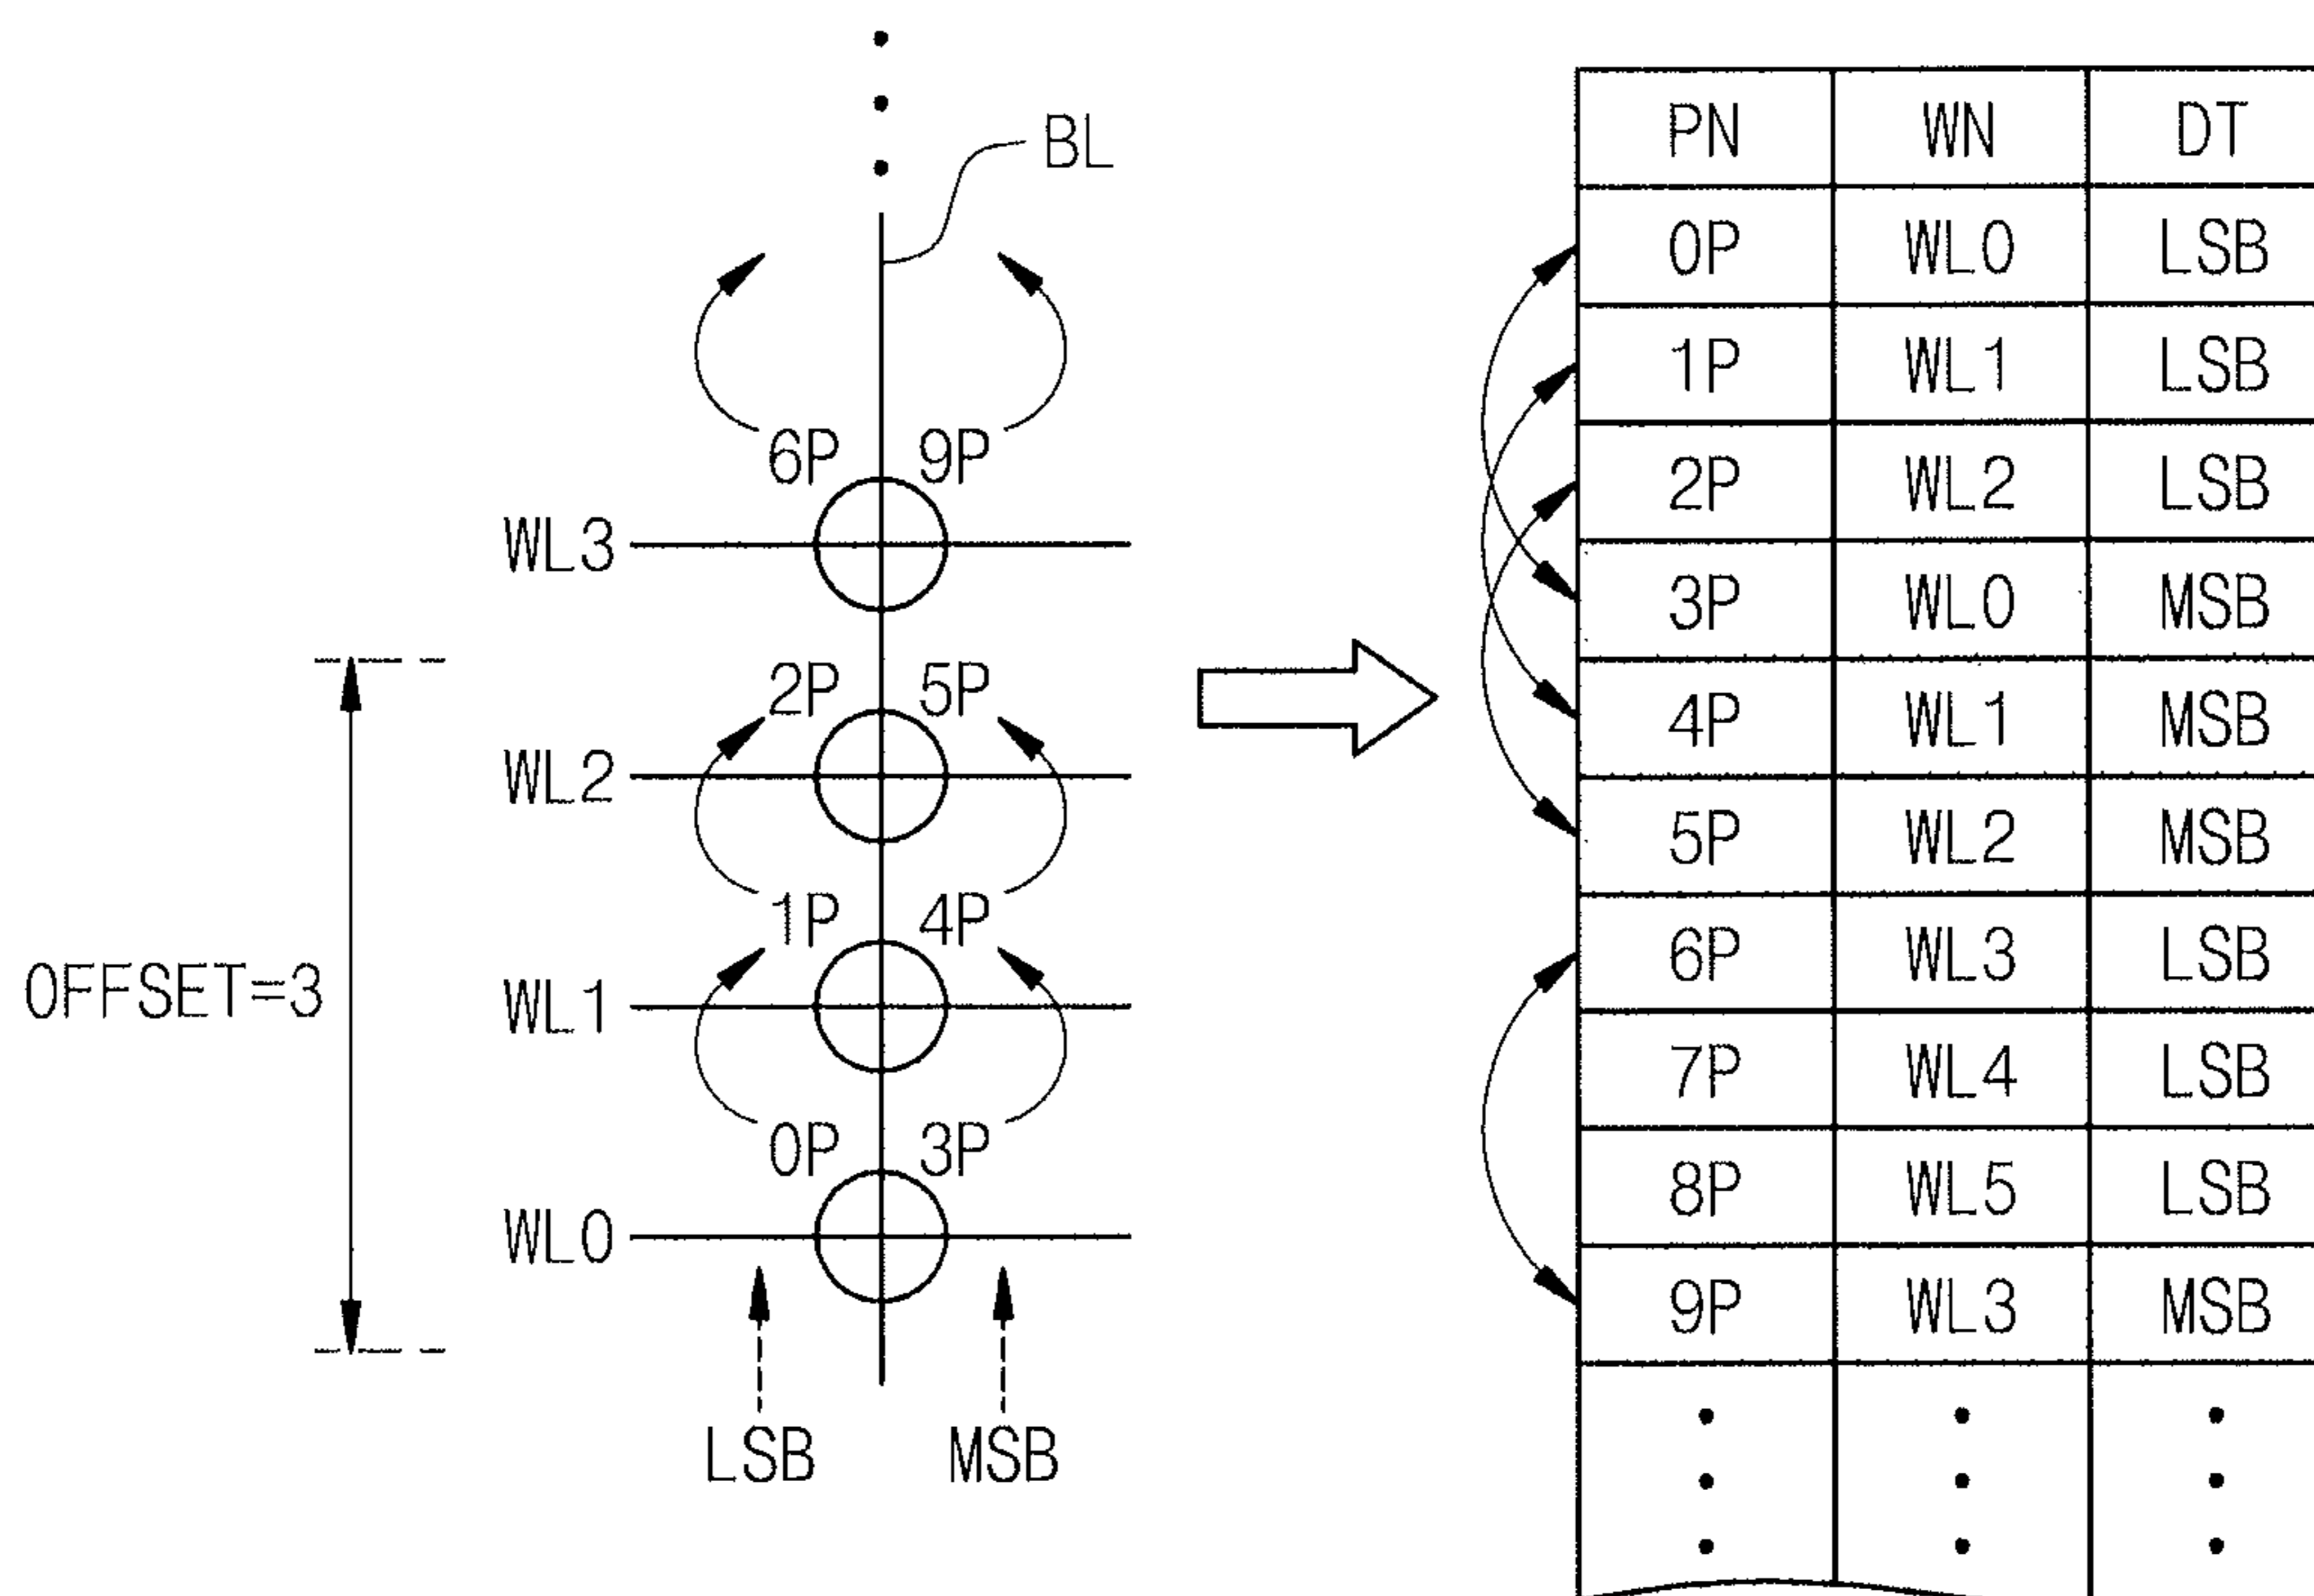 BL
6P 9P
WL3
2P 5P
WL2
1P 4P
OFFSET=3
WL1
0P 3P
WL0
LSB MSB
PN WN DT
0P WL0 LSB
1P WL1 LSB
2P WL2 LSB
3P WL0 MSB
4P WL1 MSB
5P WL2 MSB
6P WL3 LSB
7P WL4 LSB
8P WL5 LSB
9P WL3 MSB